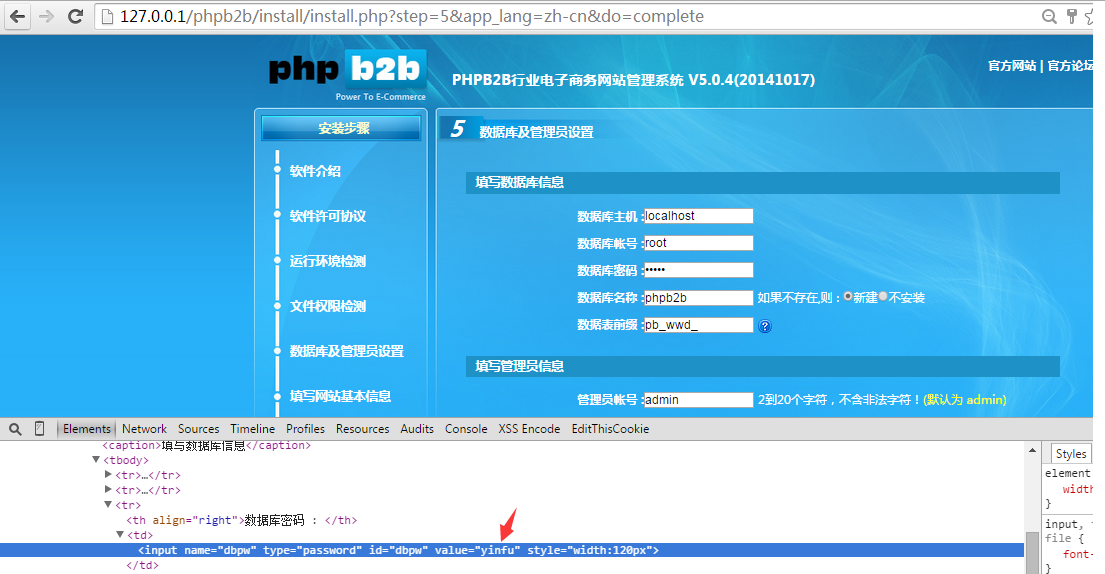 127.0.0.1/phpb2b/install/install.php?step=5&app_lang=zh-cn&do=complete
php b2b
Power To E-Commerce
PHPB2B行业电子商务网站管理系统 V5.0.4(20141017)
官方网站 | 官方论坛
安装步骤
软件介绍
软件许可协议
运行环境检测
文件权限检测
数据库及管理员设置
填写网站基本信息
5 数据库及管理员设置
填写数据库信息
数据库主机 : localhost
数据库帐号 : root
数据库密码 : •••••
数据库名称 : phpb2b 如果不存在,则 : 新建 不安装
数据表前缀 : pb_wwd_ ?
填写管理员信息
管理员帐号 : admin 2到20个字符，不含非法字符！(默认为 admin)
Elements Network Sources Timeline Profiles Resources Audits Console XSS Encode EditThisCookie
<caption>填写数据库信息</caption>
<tbody>
<tr>…</tr>
<tr>…</tr>
<tr>
<th align="right">数据库密码 : </th>
<td>
<input name="dbpw" type="password" id="dbpw" value="yinfu" style="width:120px">
</td>
Styles
element
width
}
input,
file {
font-
}